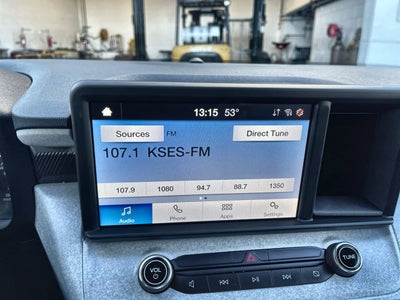 13:15 53°
Sources FM Direct Tune
107.1 KSES-FM
107.9 1080 94.7 88.7 1350
Audio Phone Apps Settings
VOL TUNE